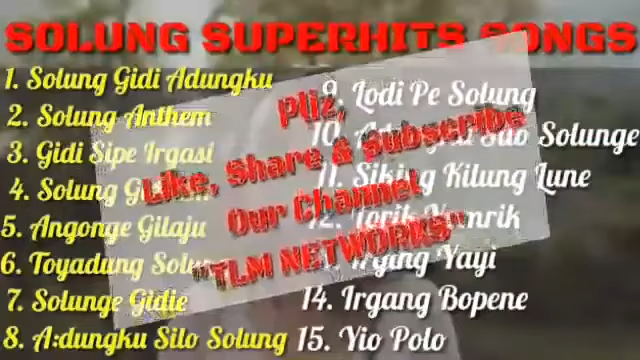 SOLUNG SUPERHITS SONGS
1. Solung Gidi Adungku
2. Solung Anthem
3. Gidi Sipe Irgasi
4. Solung
5. Angonge Gilaju
6. Toyadung
7. Solunge Gidie
8. A:dungku Silo Solung
9. Lodi Pe Solung
10. Silo Solunge
11. Kilung Lune
12.
Yayi
14. Irgang Bopene
15. Yio Polo
Pliz,
Like, Share & Subscribe
Our Channel
"TLM NETWORKS"